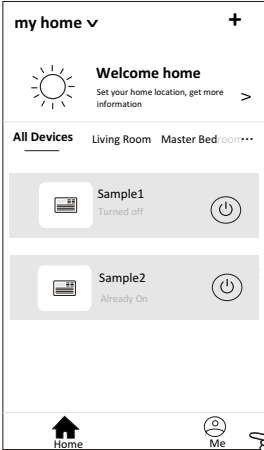 my home
+
Welcome home
Set your home location, get more
information
>
All Devices Living Room Master Bedroom...
Sample1
Turned off
Sample2
Already On
Home Me